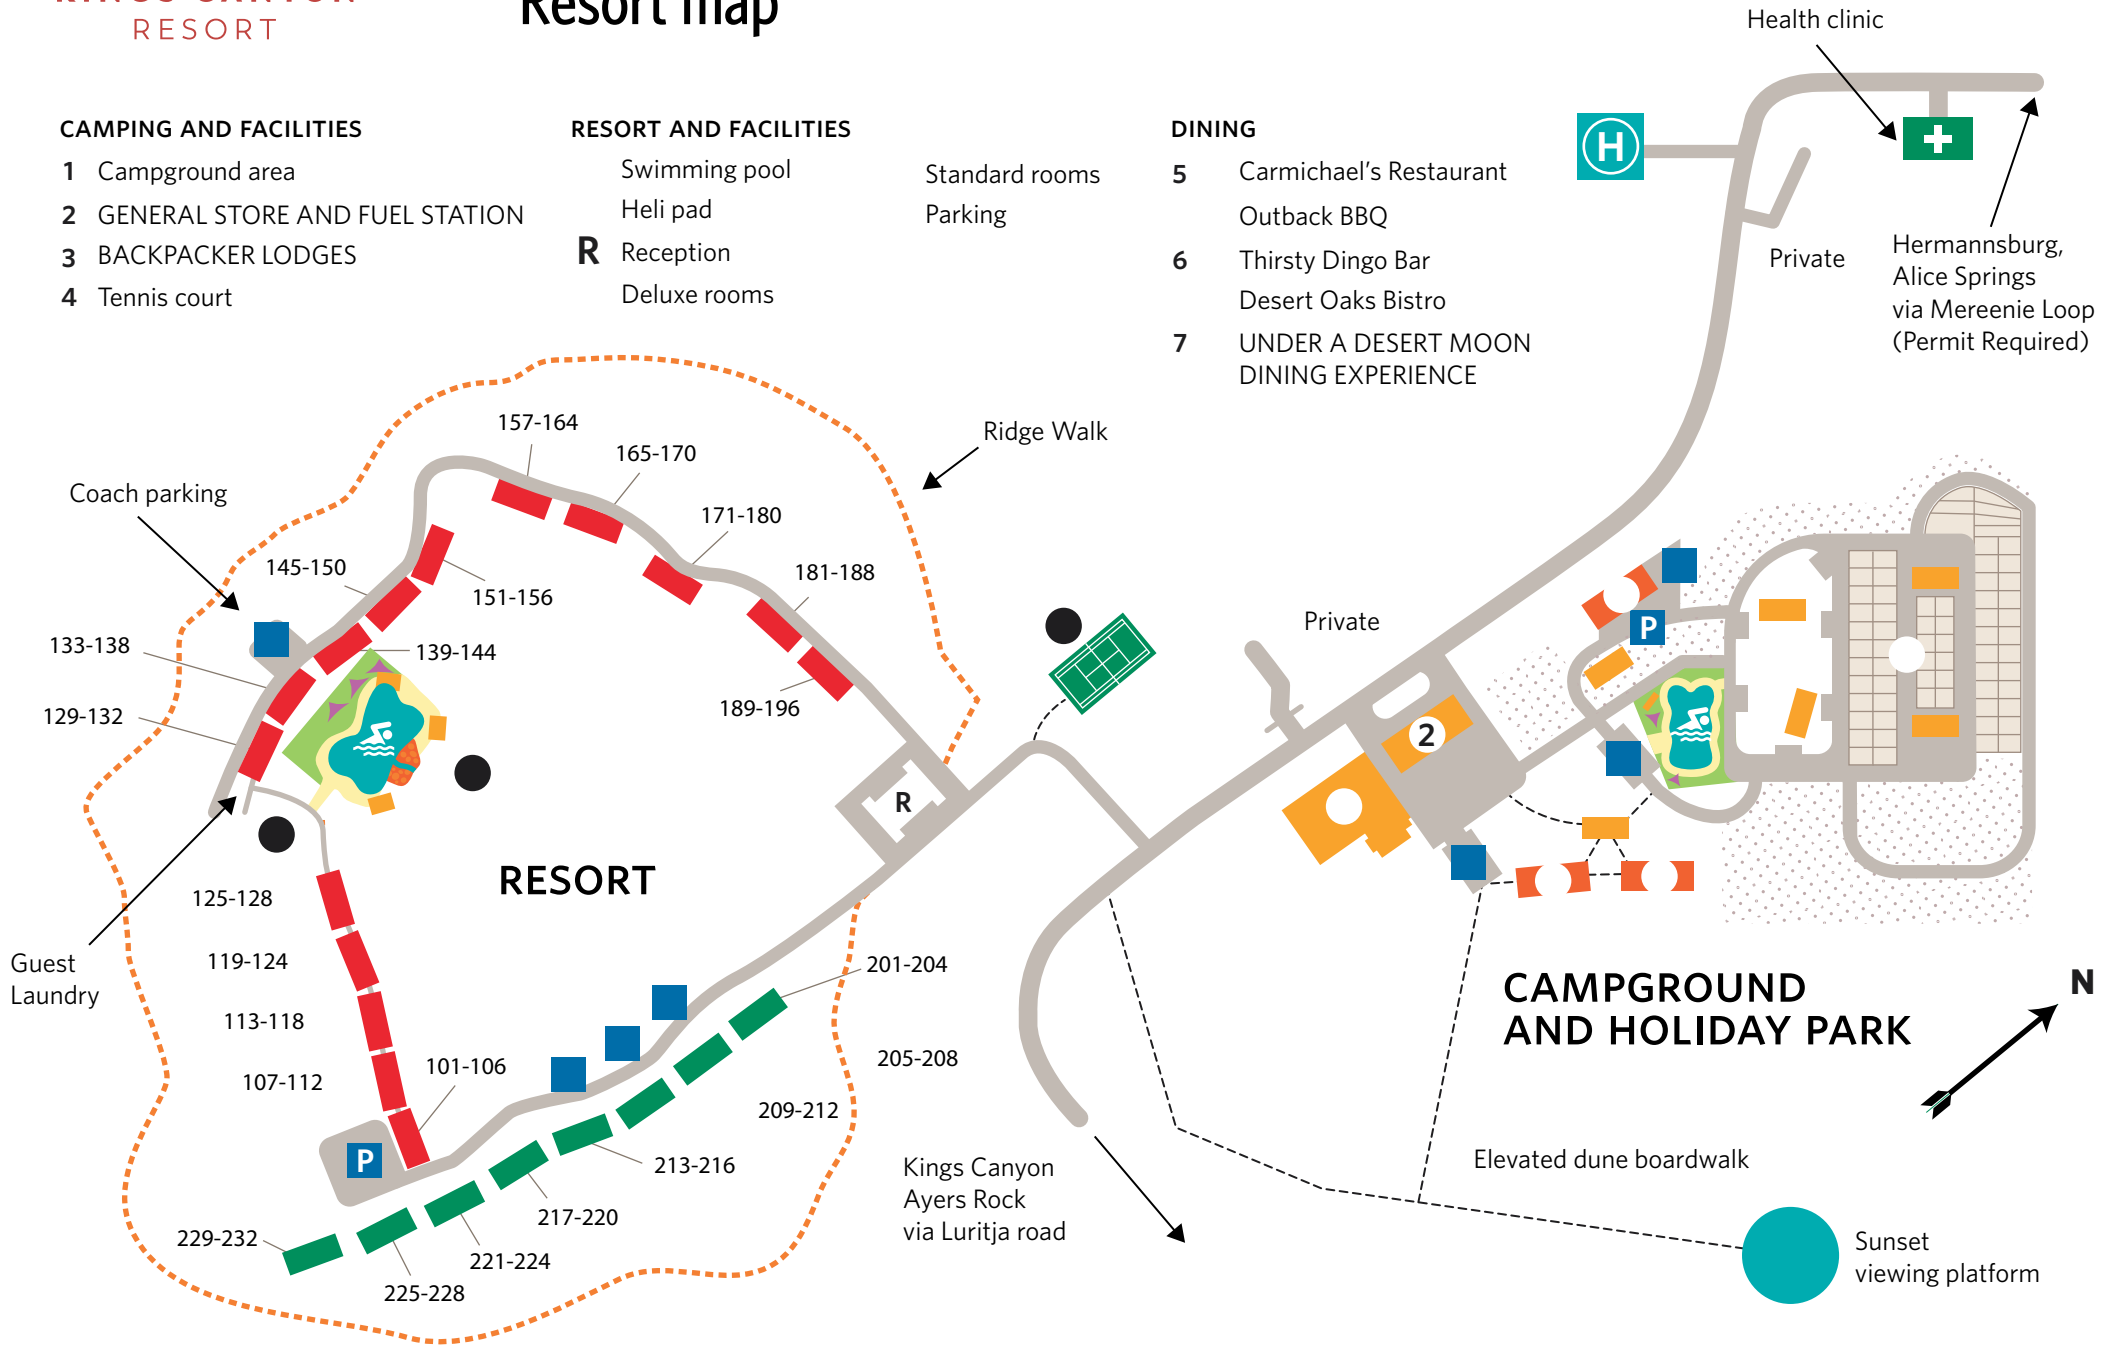 RESORT
Resort map
CAMPING AND FACILITIES
1 Campground area
2 GENERAL STORE AND FUEL STATION
3 BACKPACKER LODGES
4 Tennis court
RESORT AND FACILITIES
Swimming pool
Heli pad
R Reception
Deluxe rooms
Standard rooms
Parking
DINING
5 Carmichael's Restaurant
Outback BBQ
6 Thirsty Dingo Bar
Desert Oaks Bistro
7 UNDER A DESERT MOON
DINING EXPERIENCE
Health clinic
H
Private
Hermannsburg,
Alice Springs
via Mereenie Loop
(Permit Required)
Ridge Walk
157-164
165-170
171-180
181-188
189-196
Coach parking
145-150
151-156
139-144
133-138
129-132
Private
P
2
R
RESORT
125-128
119-124
113-118
107-112
101-106
Guest
Laundry
P
201-204
205-208
209-212
213-216
217-220
221-224
225-228
229-232
Kings Canyon
Ayers Rock
via Luritja road
CAMPGROUND
AND HOLIDAY PARK
N
Elevated dune boardwalk
Sunset
viewing platform